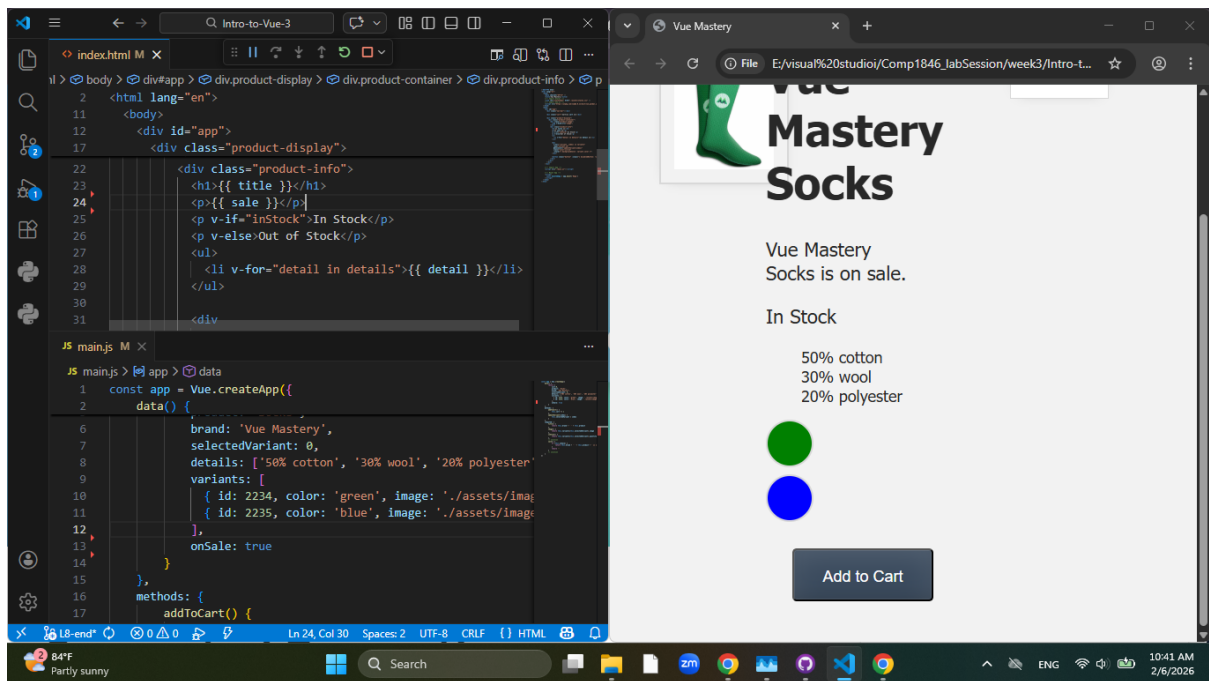 Intro-to-Vue-3
index.html M
l > body > div#app > div.product-display > div.product-container > div.product-info > p
2 <html lang="en">
11 <body>
12 <div id="app">
17 <div class="product-display">
22 <div class="product-info">
23 <h1>{{ title }}</h1>
24 <p>{{ sale }}</p>
25 <p v-if="inStock">In Stock</p>
26 <p v-else>Out of Stock</p>
27 <ul>
28 <li v-for="detail in details">{{ detail }}</li>
29 </ul>
30
31 <div
JS main.js M
JS main.js > app > data
1 const app = Vue.createApp({
2 data() {
6 brand: 'Vue Mastery',
7 selectedVariant: 0,
8 details: ['50% cotton', '30% wool', '20% polyester'
9 variants: [
10 { id: 2234, color: 'green', image: './assets/imag
11 { id: 2235, color: 'blue', image: './assets/image
12 ],
13 onSale: true
14 }
15 },
16 methods: {
17 addToCart() {
2
1
L8-end* 0 0 Ln 24, Col 30 Spaces: 2 UTF-8 CRLF {} HTML
Vue Mastery
File E:/visual%20studioi/Comp1846_labSession/week3/Intro-t...
Vue
Mastery
Socks
Vue Mastery
Socks is on sale.
In Stock
50% cotton
30% wool
20% polyester
Add to Cart
2
84°F
Partly sunny
Search
zm
ENG
10:41 AM
2/6/2026